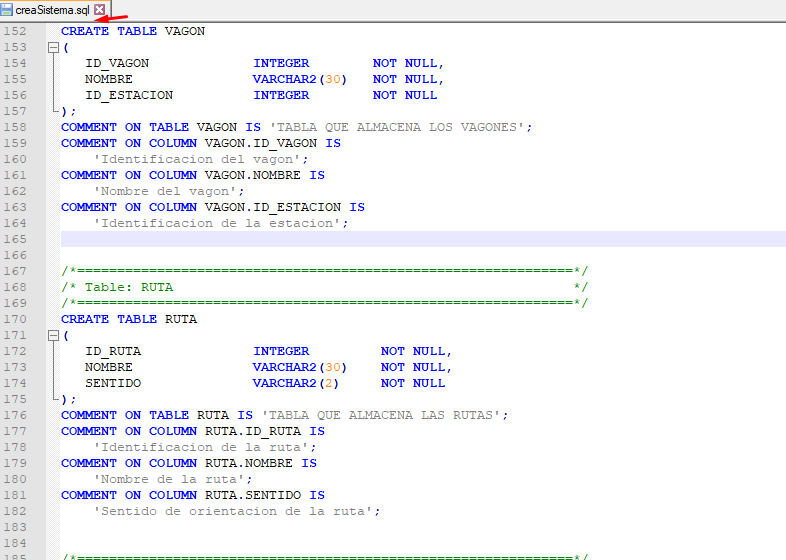 creaSistema.sql
152 CREATE TABLE VAGON
153 (
154 ID_VAGON INTEGER NOT NULL,
155 NOMBRE VARCHAR2(30) NOT NULL,
156 ID_ESTACION INTEGER NOT NULL
157 );
158 COMMENT ON TABLE VAGON IS 'TABLA QUE ALMACENA LOS VAGONES';
159 COMMENT ON COLUMN VAGON.ID_VAGON IS
160 'Identificacion del vagon';
161 COMMENT ON COLUMN VAGON.NOMBRE IS
162 'Nombre del vagon';
163 COMMENT ON COLUMN VAGON.ID_ESTACION IS
164 'Identificacion de la estacion';
165
166
167 /*==============================================================*/
168 /* Table: RUTA */
169 /*==============================================================*/
170 CREATE TABLE RUTA
171 (
172 ID_RUTA INTEGER NOT NULL,
173 NOMBRE VARCHAR2(30) NOT NULL,
174 SENTIDO VARCHAR2(2) NOT NULL
175 );
176 COMMENT ON TABLE RUTA IS 'TABLA QUE ALMACENA LAS RUTAS';
177 COMMENT ON COLUMN RUTA.ID_RUTA IS
178 'Identificacion de la ruta';
179 COMMENT ON COLUMN RUTA.NOMBRE IS
180 'Nombre de la ruta';
181 COMMENT ON COLUMN RUTA.SENTIDO IS
182 'Sentido de orientacion de la ruta';
183
184
185 /*==============================================================*/